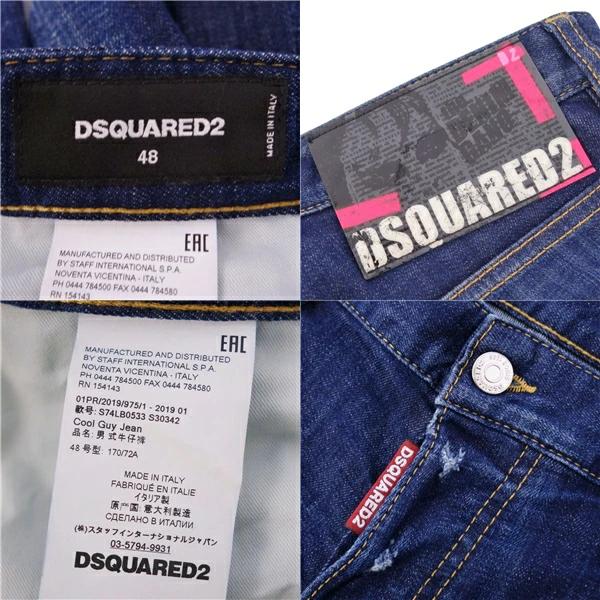 DSQUARED2
48
MADE IN ITALY
EAC
MANUFACTURED AND DISTRIBUTED
BY STAFF INTERNATIONAL S.P.A.
NOVENTA VICENTINA - ITALY
PH 0444 784500 FAX 0444 784580
RN 154143
D2
DSQUARED2
EAC
MANUFACTURED AND DISTRIBUTED
BY STAFF INTERNATIONAL S.P.A.
NOVENTA VICENTINA - ITALY
PH 0444 784500 FAX 0444 784580
RN 154143
01PR/2019/975/1 - 2019 01
款号: S74LB0533 S30342
Cool Guy Jean
品名: 男式牛仔裤
48 号型: 170/72A
MADE IN ITALY
FABRIQUÉ EN ITALIE
イタリア製
原产国: 意大利製造
СДЕЛАНО В ИТАЛИИ
(株)スタッフインターナショナルジャパン
03-5794-9931
DSQUARED2
DSQUARED2